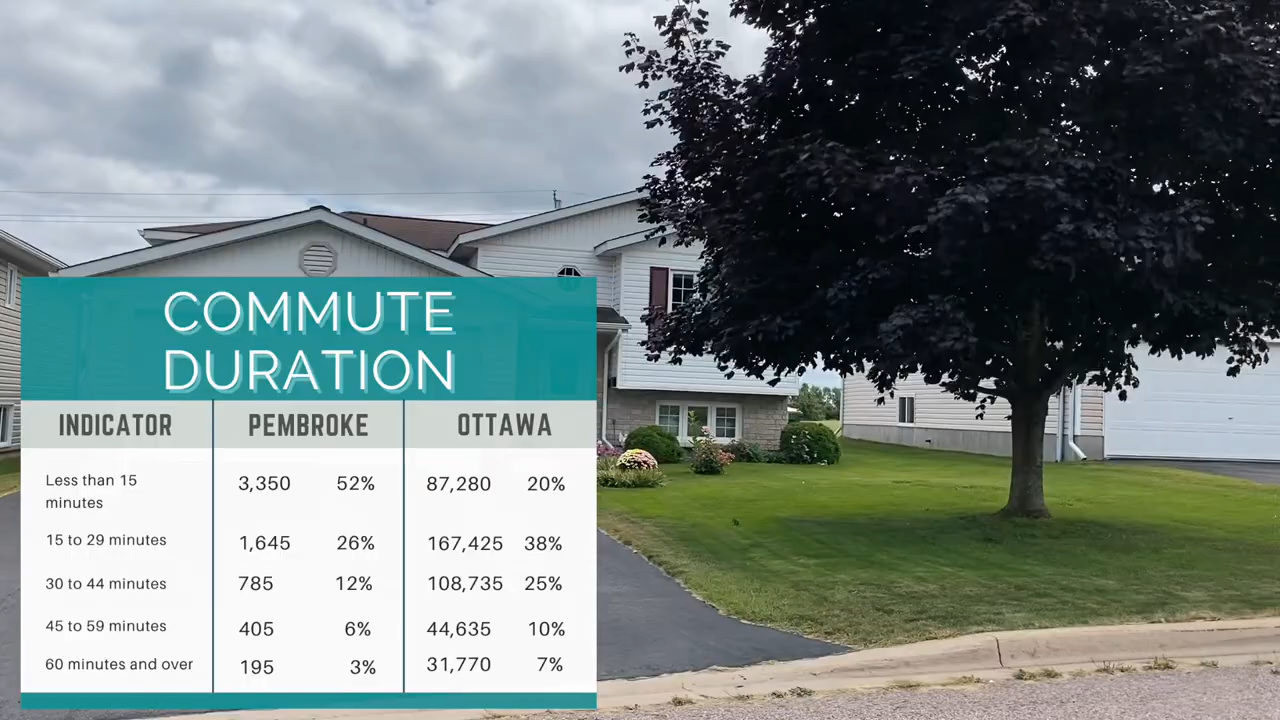 COMMUTE
DURATION
INDICATOR PEMBROKE OTTAWA
Less than 15
minutes 3,350 52% 87,280 20%
15 to 29 minutes 1,645 26% 167,425 38%
30 to 44 minutes 785 12% 108,735 25%
45 to 59 minutes 405 6% 44,635 10%
60 minutes and over 195 3% 31,770 7%